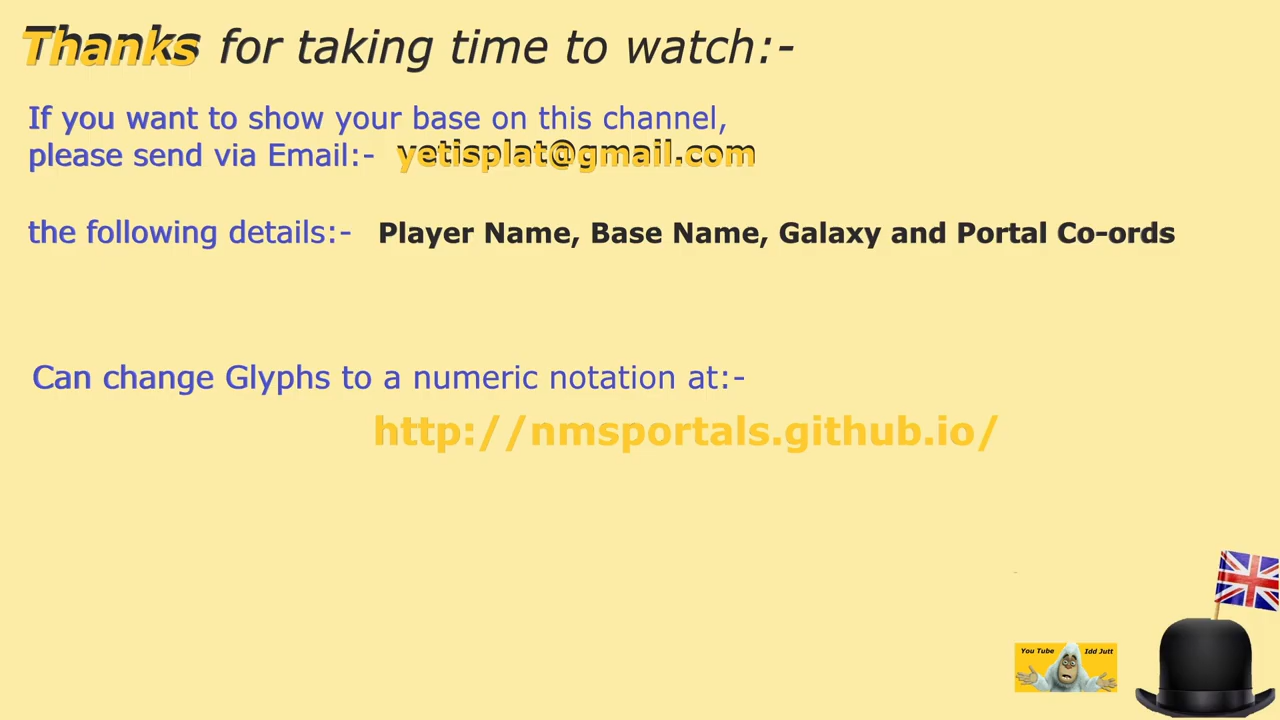 Thanks for taking time to watch:-
If you want to show your base on this channel,
please send via Email:- yetisplat@gmail.com
the following details:- Player Name, Base Name, Galaxy and Portal Co-ords
Can change Glyphs to a numeric notation at:-
http://nmsportals.github.io/
You Tube Idd Jutt